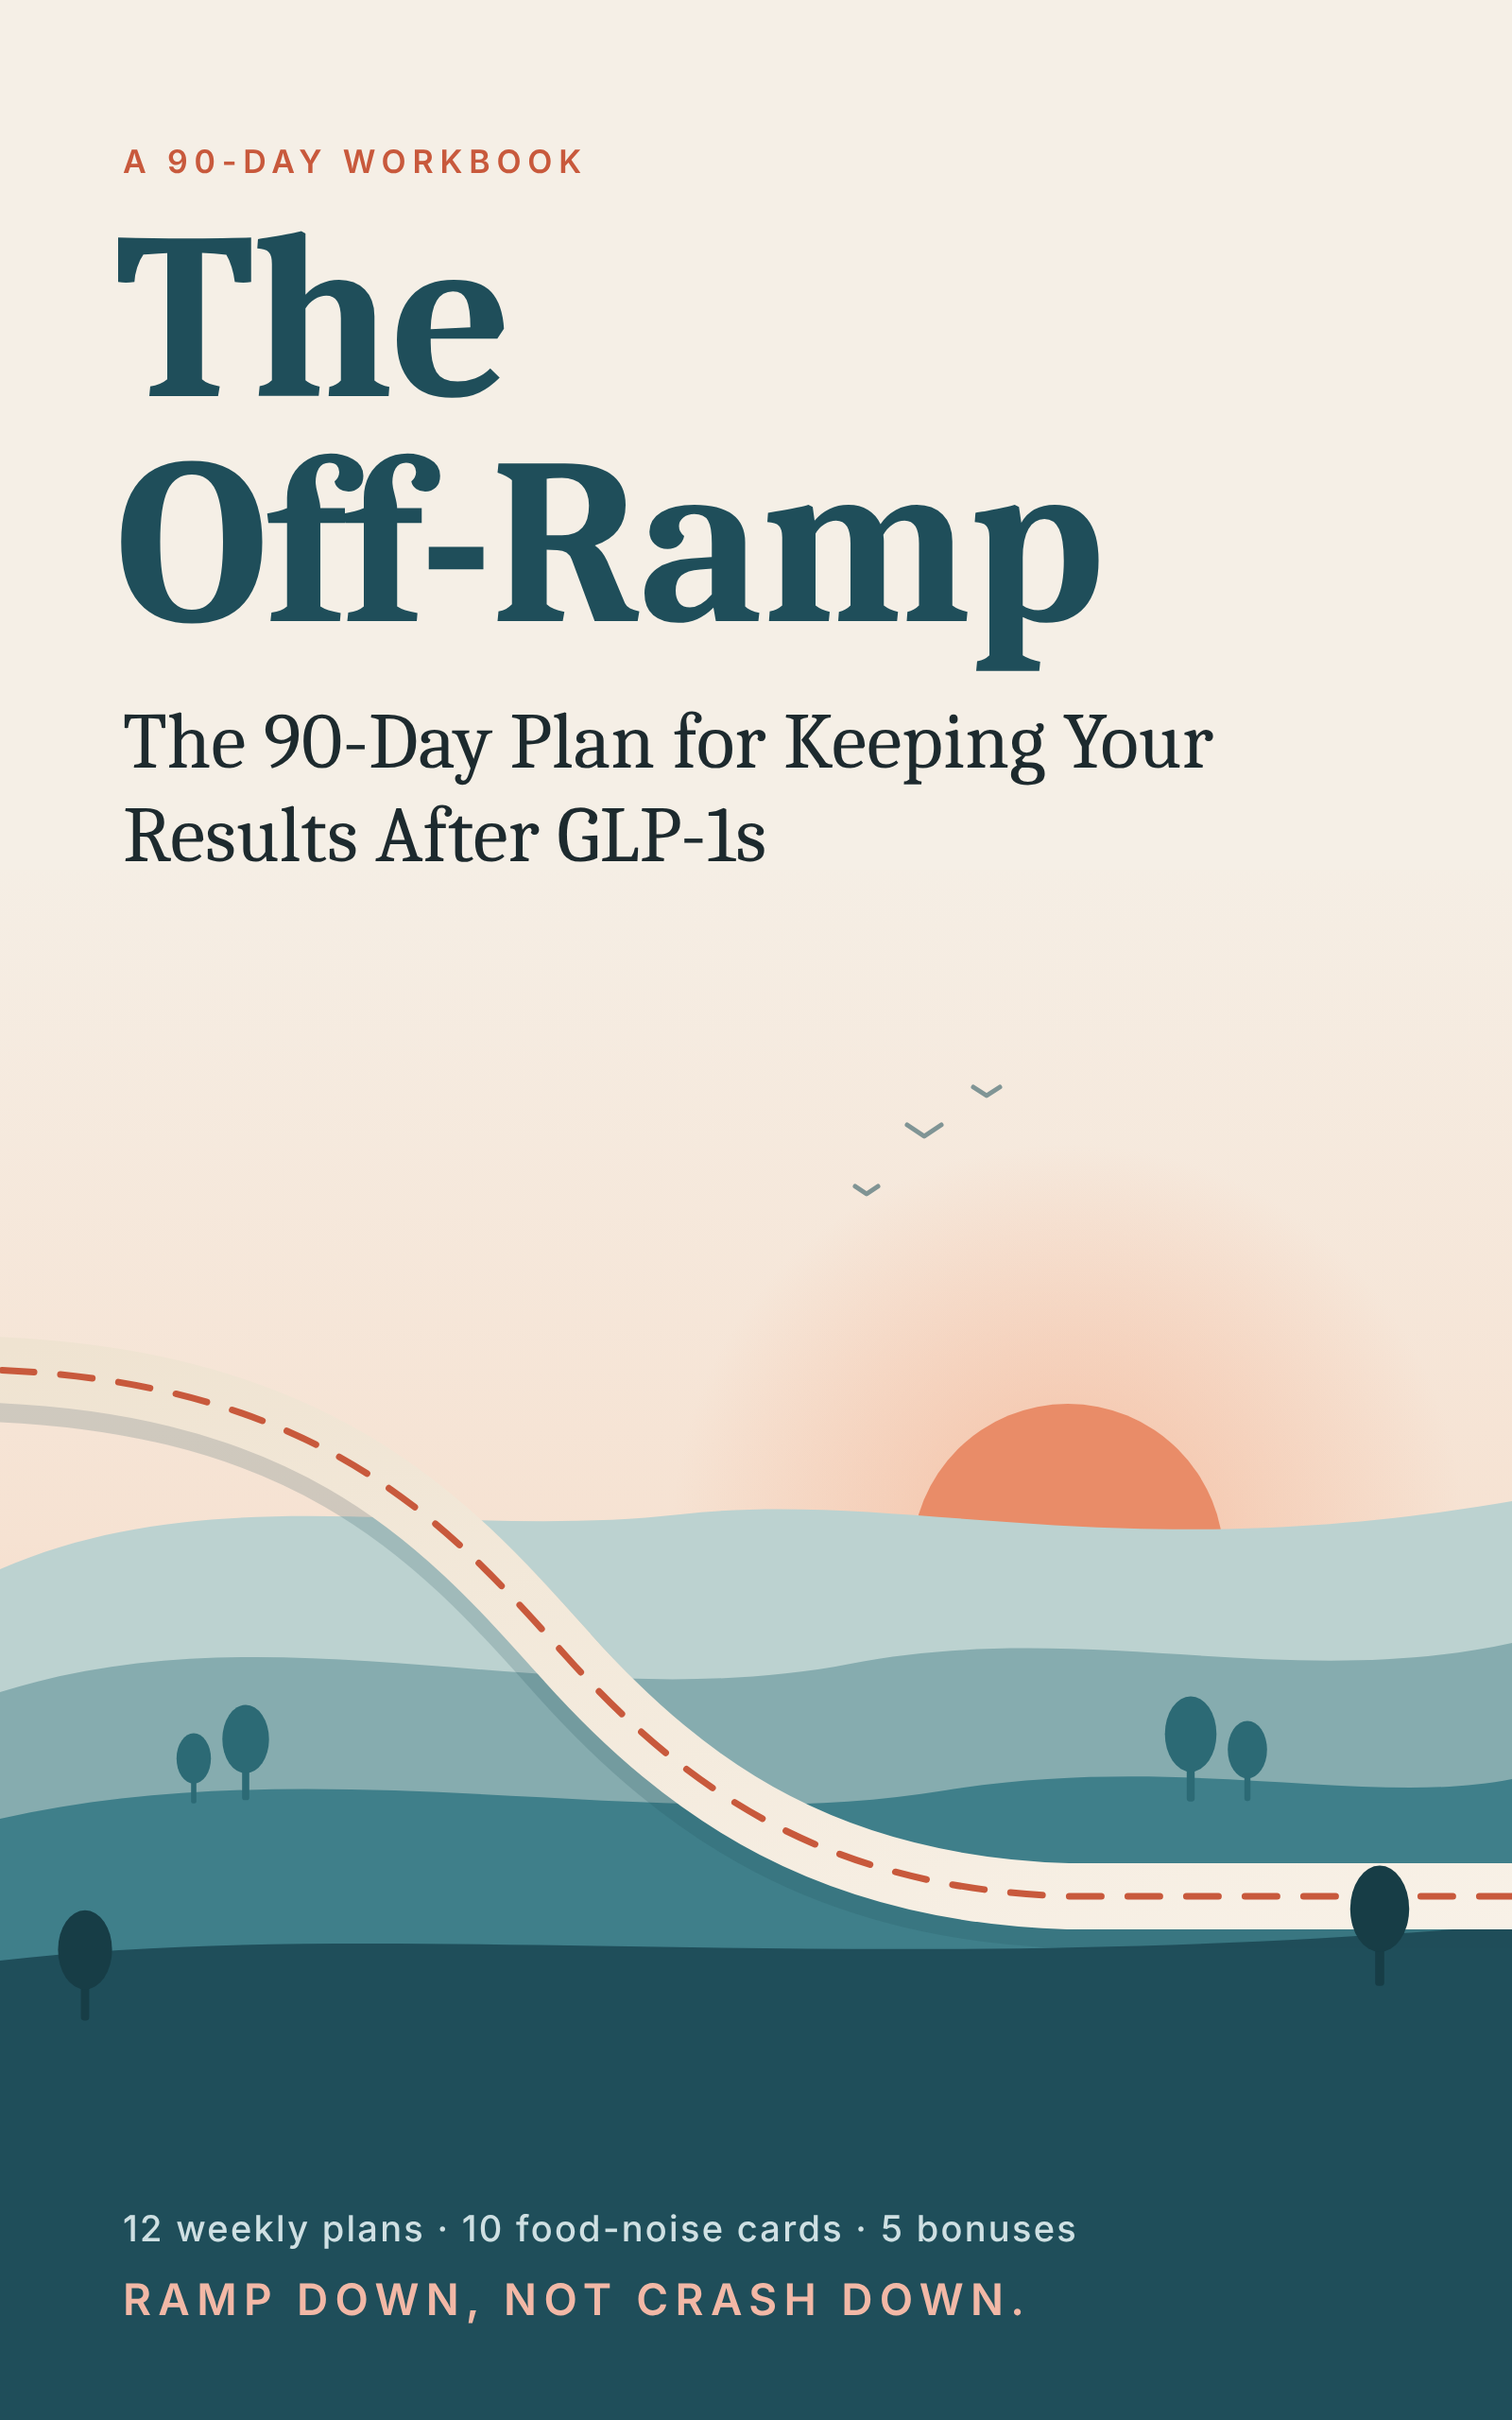 A 90-DAY WORKBOOK
The
Off-Ramp
The 90-Day Plan for Keeping Your
Results After GLP-1s
12 weekly plans · 10 food-noise cards · 5 bonuses
RAMP DOWN, NOT CRASH DOWN.